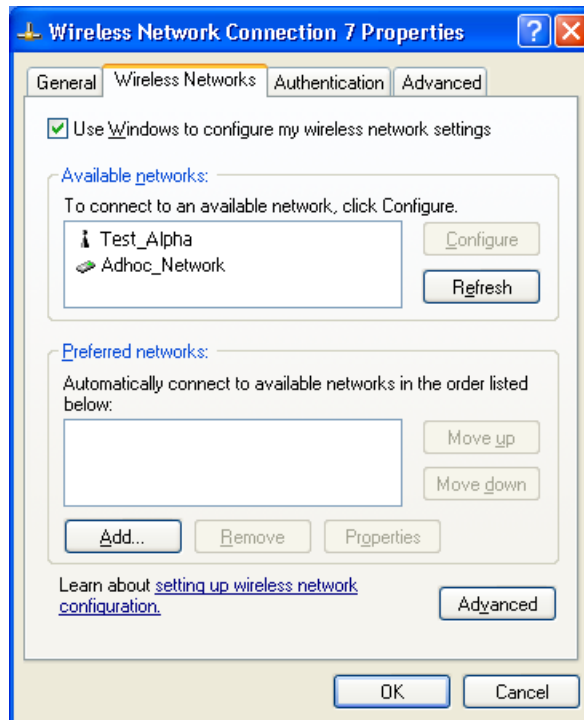 Wireless Network Connection 7 Properties
General Wireless Networks Authentication Advanced
Use Windows to configure my wireless network settings
Available networks:
To connect to an available network, click Configure.
Test_Alpha
Adhoc_Network
Configure
Refresh
Preferred networks:
Automatically connect to available networks in the order listed
below:
Move up
Move down
Add... Remove Properties
Learn about setting up wireless network
configuration.
Advanced
OK Cancel